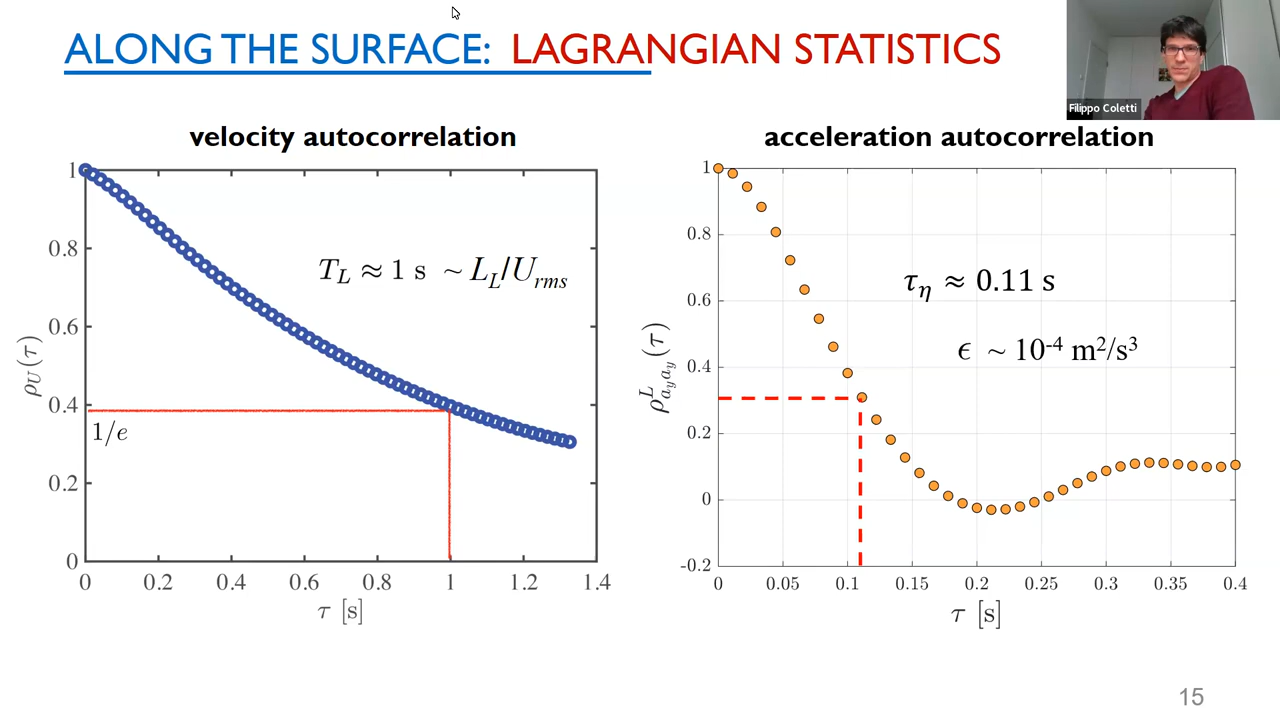 ALONG THE SURFACE: LAGRANGIAN STATISTICS
Filippo Coletti
velocity autocorrelation
1
0.8
0.6
0.4
0.2
0
ρ_U(τ)
T_L ≈ 1 s ~ L_L/U_rms
1/e
0 0.2 0.4 0.6 0.8 1 1.2 1.4
τ [s]
acceleration autocorrelation
1
0.8
0.6
0.4
0.2
0
-0.2
ρ^L_{a_y a_y}(τ)
τ_η ≈ 0.11 s
ϵ ~ 10^-4 m^2/s^3
0 0.05 0.1 0.15 0.2 0.25 0.3 0.35 0.4
τ [s]
15